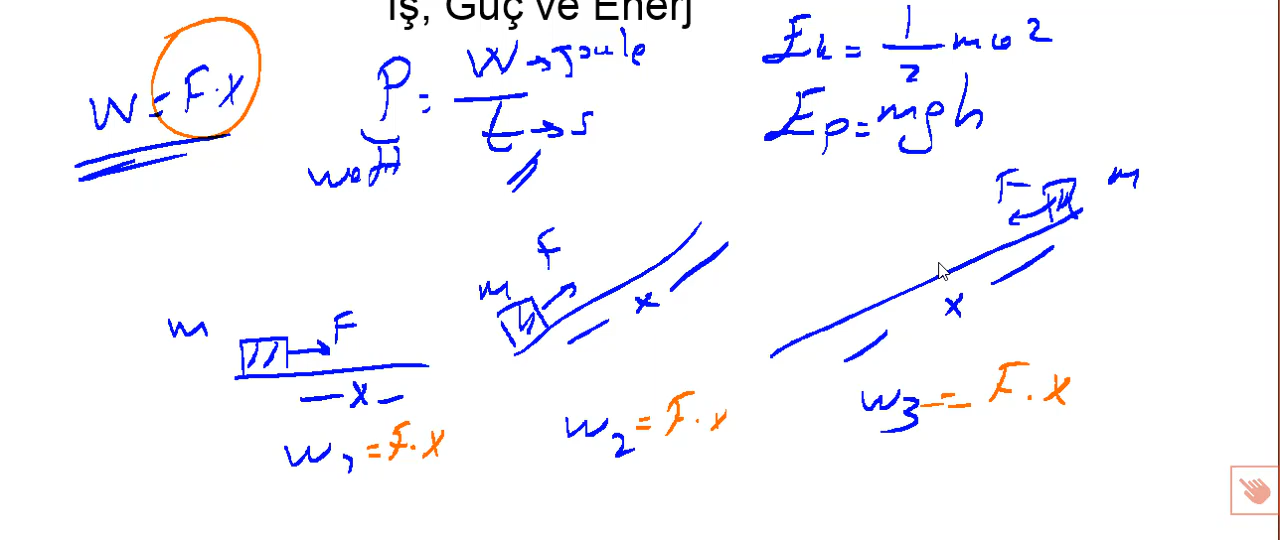 İş, Güç ve Enerj
W = F.x
P = W → Joule
t → s
watt
Ek = 1/2 mv²
Ep = mgh
m F x
m F x
F m x
W1 = F.x
W2 = F.x
W3 = F.x